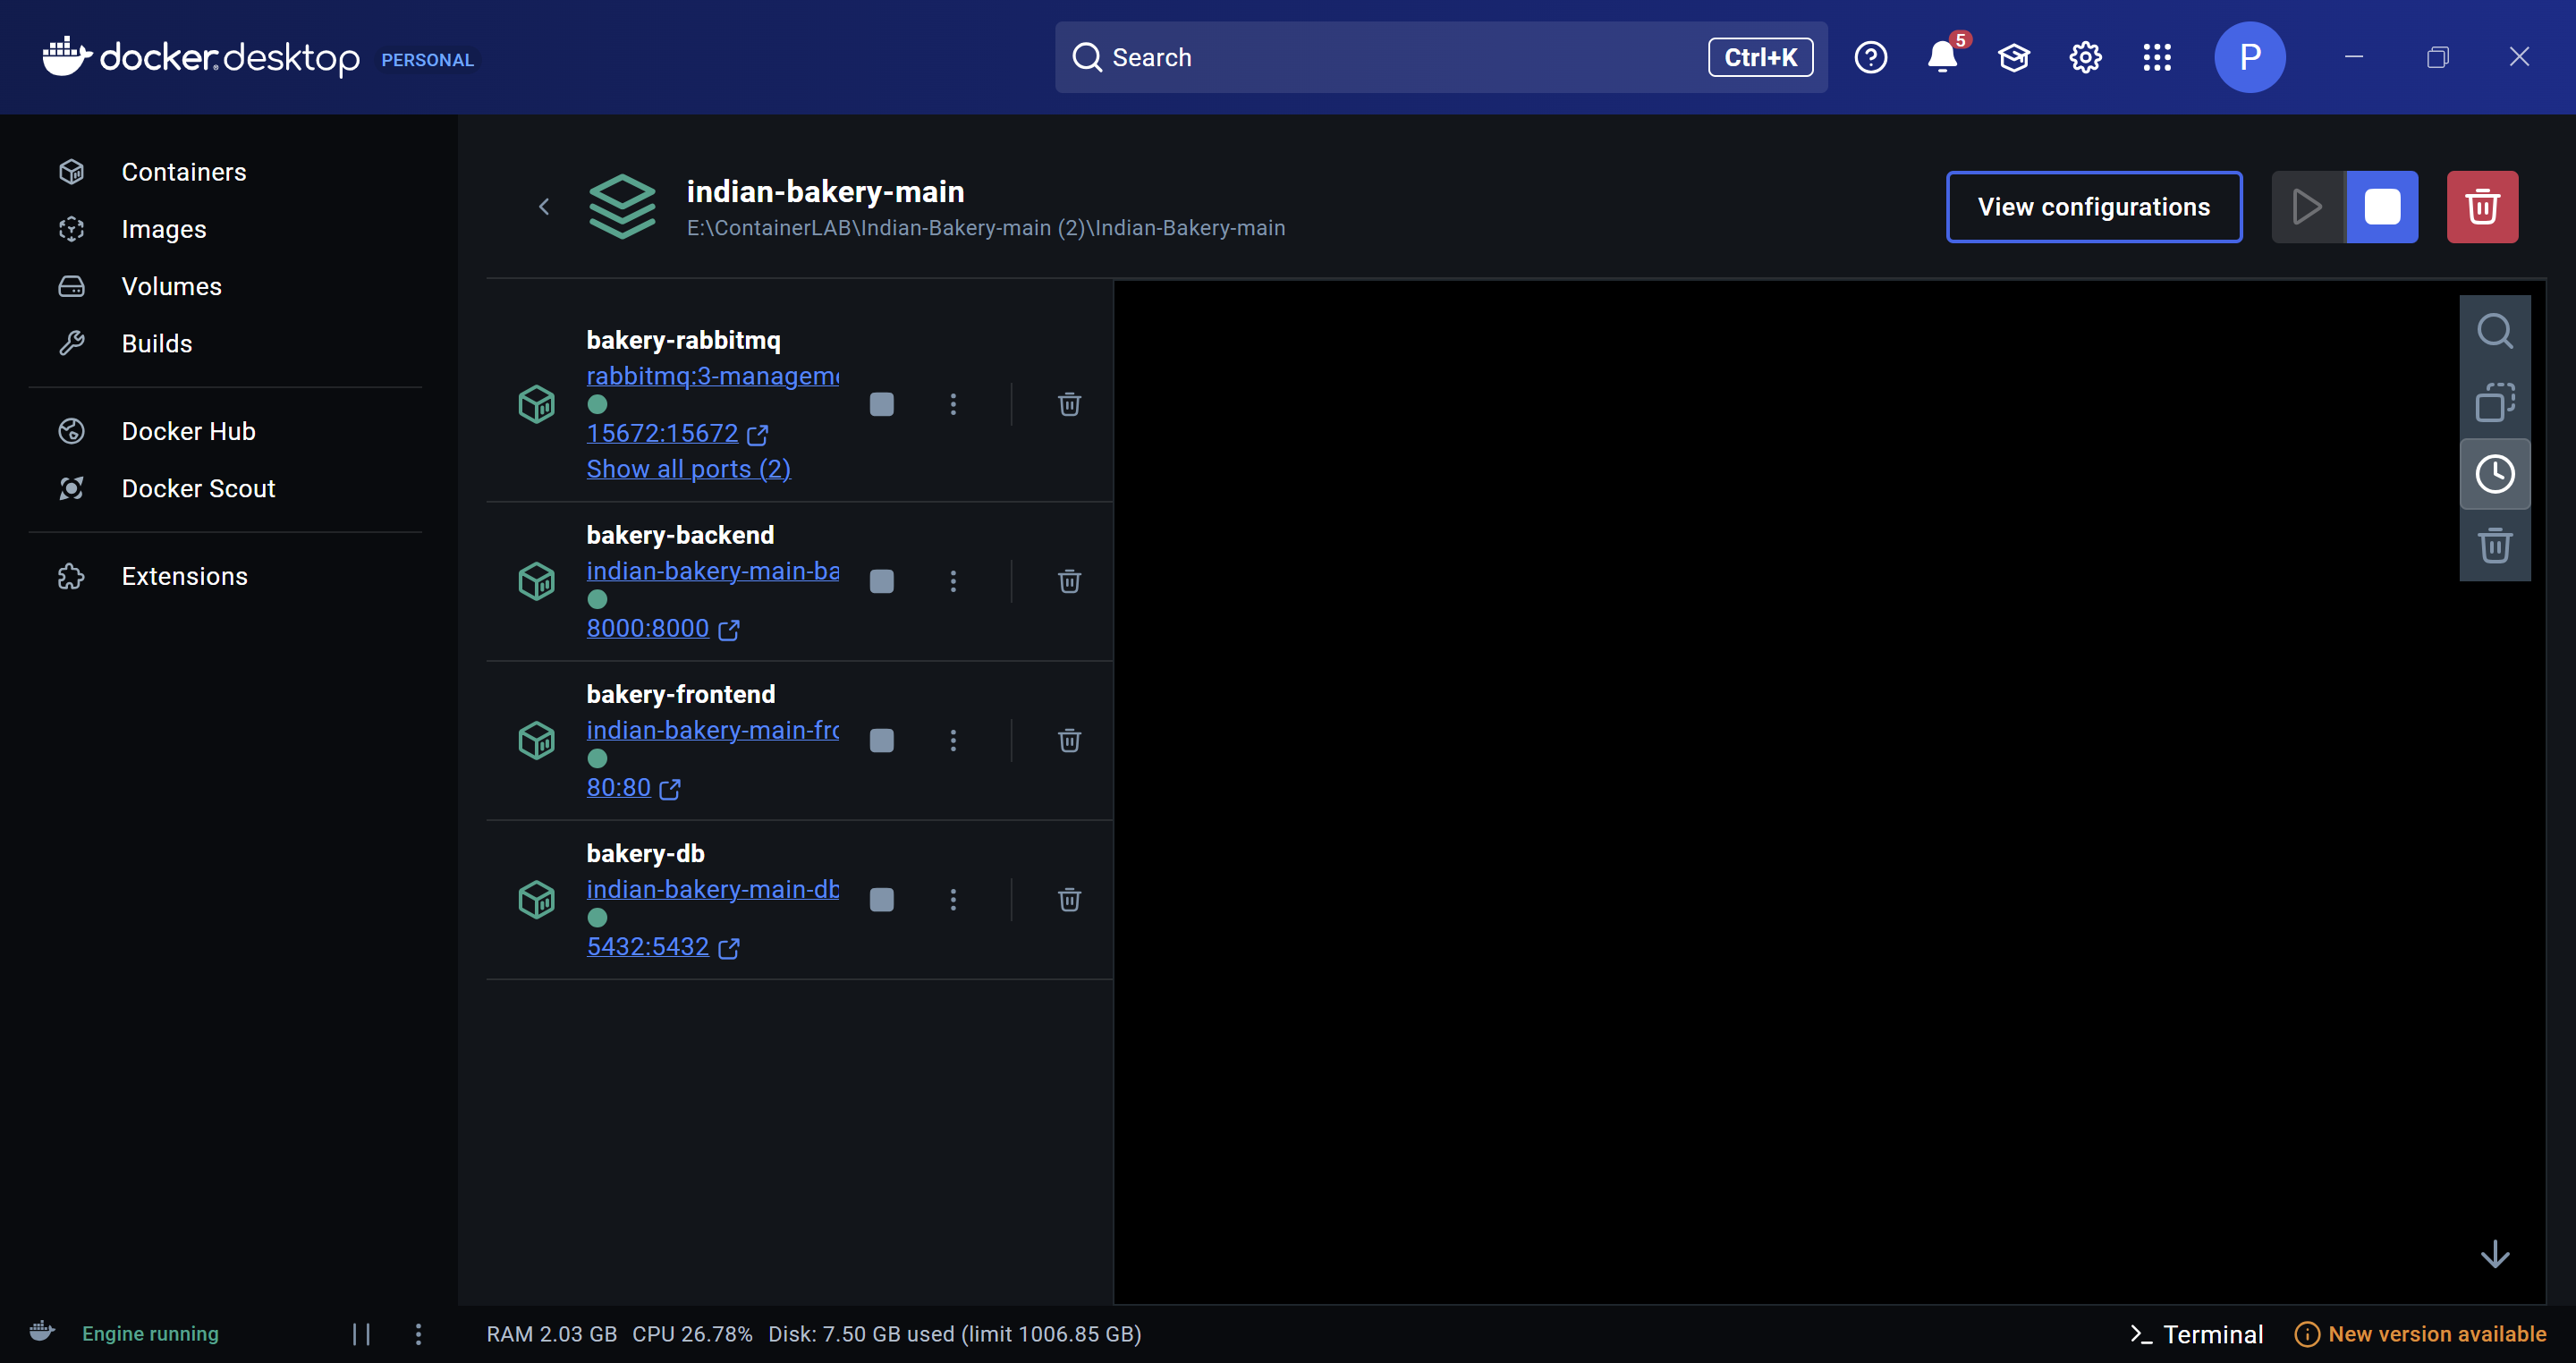 docker.desktop PERSONAL
Search
Ctrl+K
5
P
Containers
Images
Volumes
Builds
Docker Hub
Docker Scout
Extensions
indian-bakery-main
E:\ContainerLAB\Indian-Bakery-main (2)\Indian-Bakery-main
View configurations
bakery-rabbitmq
rabbitmq:3-manageme
15672:15672
Show all ports (2)
bakery-backend
indian-bakery-main-ba
8000:8000
bakery-frontend
indian-bakery-main-fro
80:80
bakery-db
indian-bakery-main-db
5432:5432
Engine running
RAM 2.03 GB CPU 26.78% Disk: 7.50 GB used (limit 1006.85 GB)
Terminal
New version available